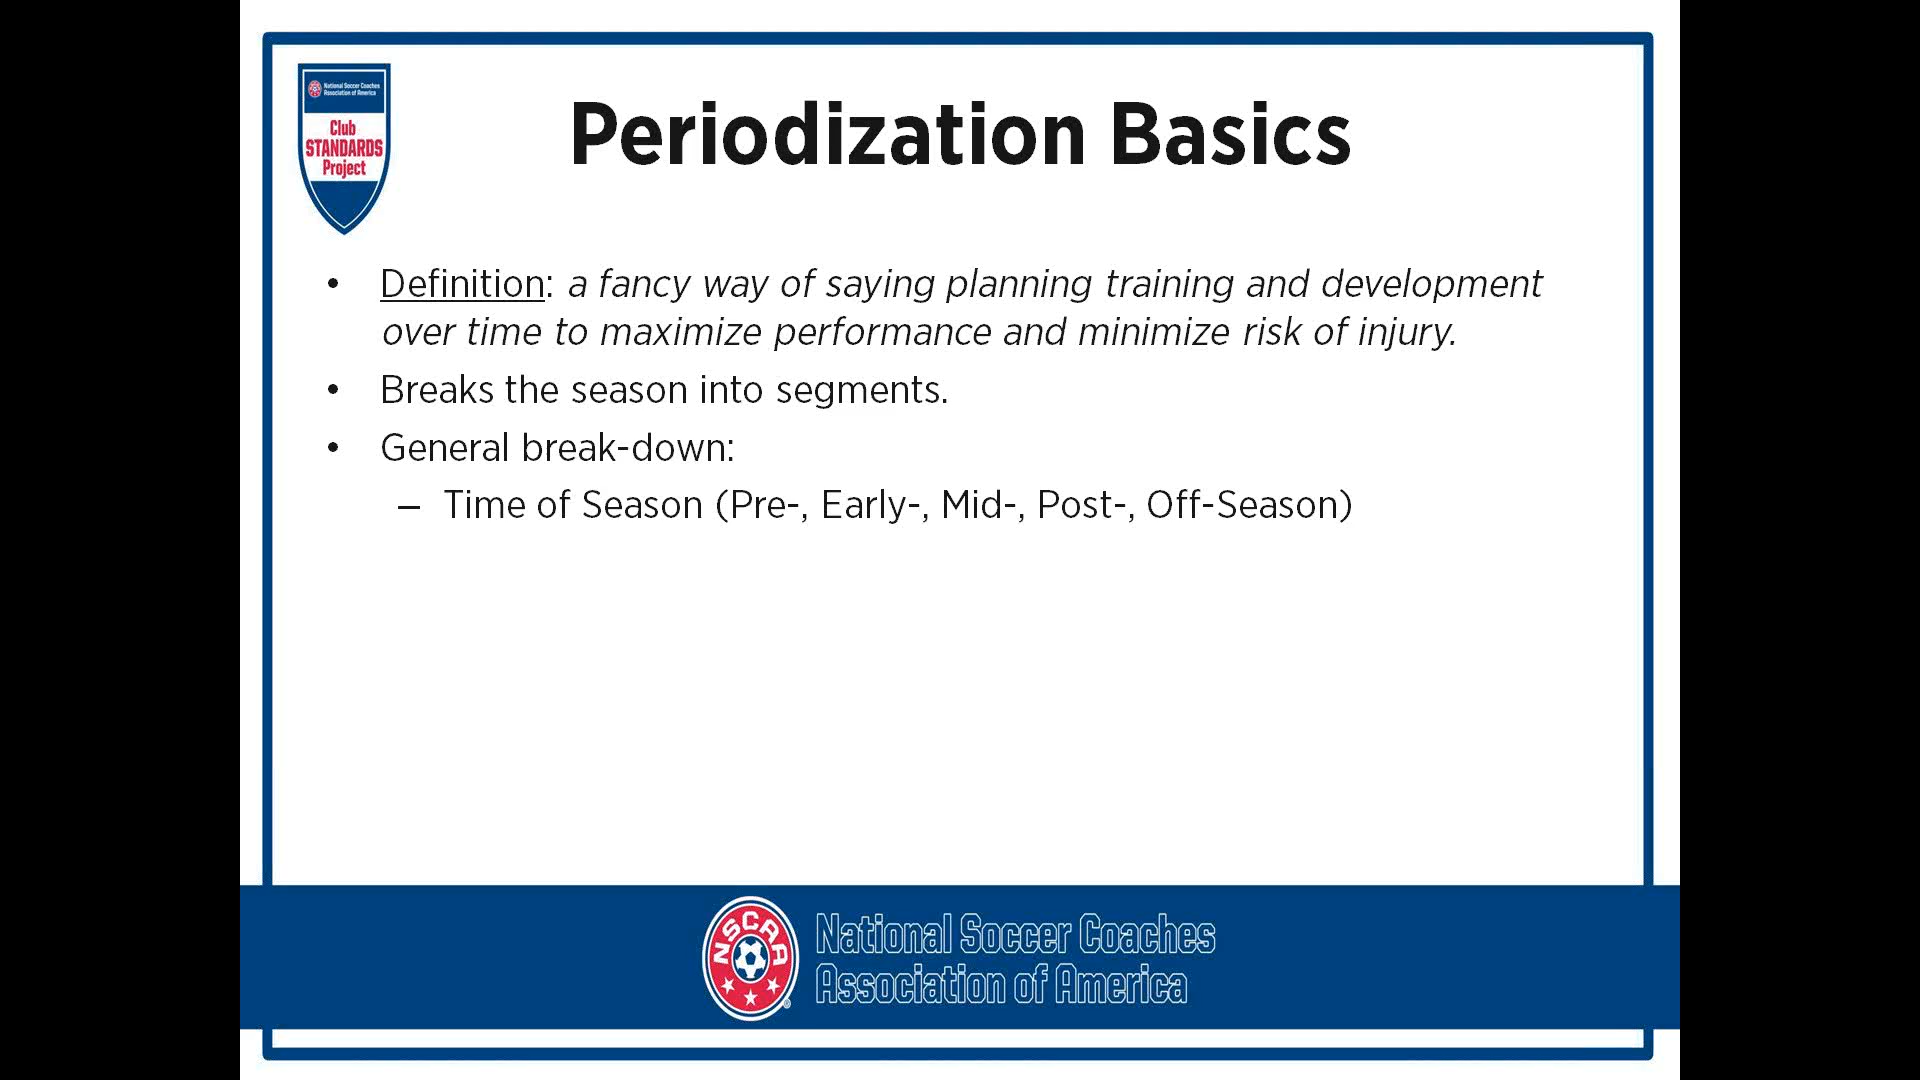 National Soccer Coaches
Association of America
Club
STANDARDS
Project
Periodization Basics
• Definition: a fancy way of saying planning training and development
over time to maximize performance and minimize risk of injury.
• Breaks the season into segments.
• General break-down:
– Time of Season (Pre-, Early-, Mid-, Post-, Off-Season)
NSCAA
®
National Soccer Coaches
Association of America